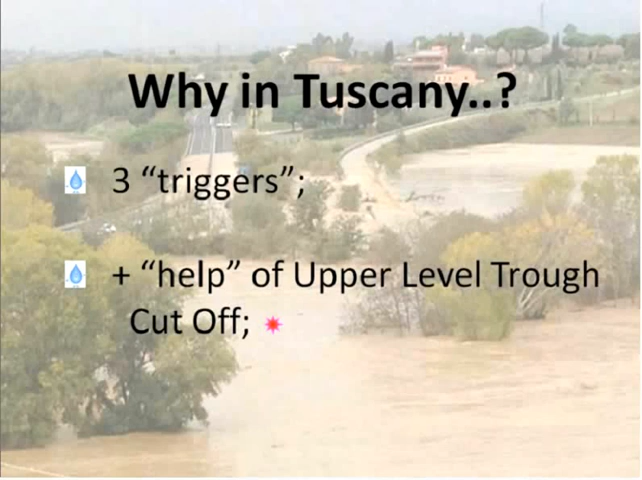 Why in Tuscany..?
3 “triggers”;
+ “help” of Upper Level Trough
Cut Off;